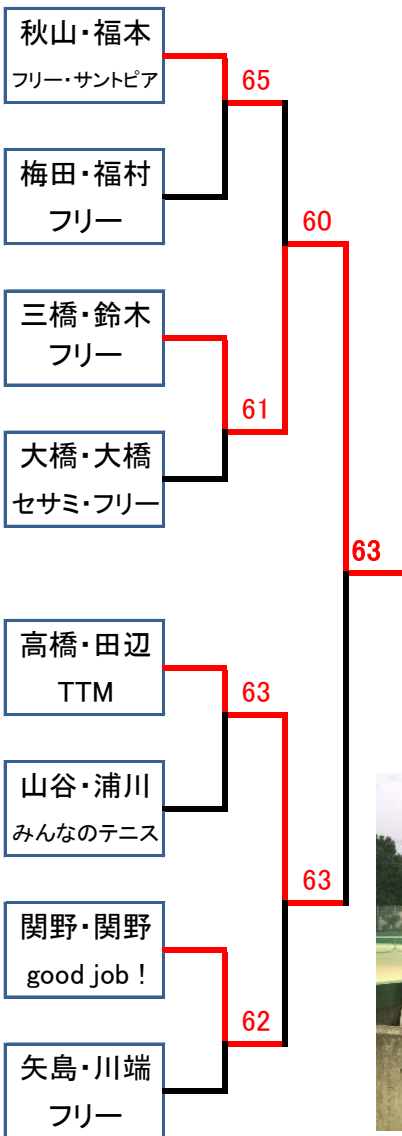 秋山・福本
フリー・サントピア
65
梅田・福村
フリー
60
三橋・鈴木
フリー
61
大橋・大橋
セサミ・フリー
63
高橋・田辺
TTM
63
山谷・浦川
みんなのテニス
63
関野・関野
good job！
62
矢島・川端
フリー